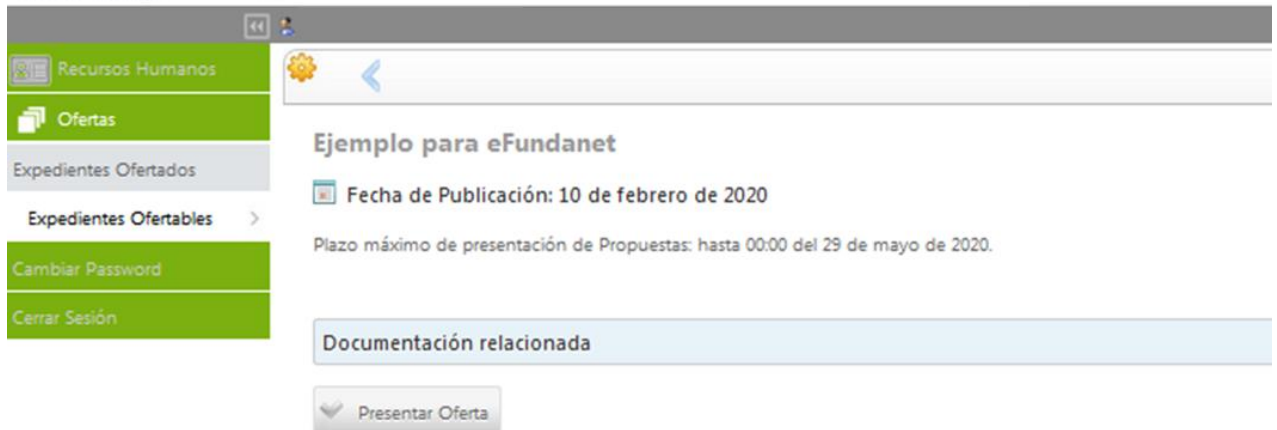 Recursos Humanos
Ofertas
Expedientes Ofertados
Expedientes Ofertables
Cambiar Password
Cerrar Sesión
Ejemplo para eFundanet
Fecha de Publicación: 10 de febrero de 2020
Plazo máximo de presentación de Propuestas: hasta 00:00 del 29 de mayo de 2020.
Documentación relacionada
Presentar Oferta